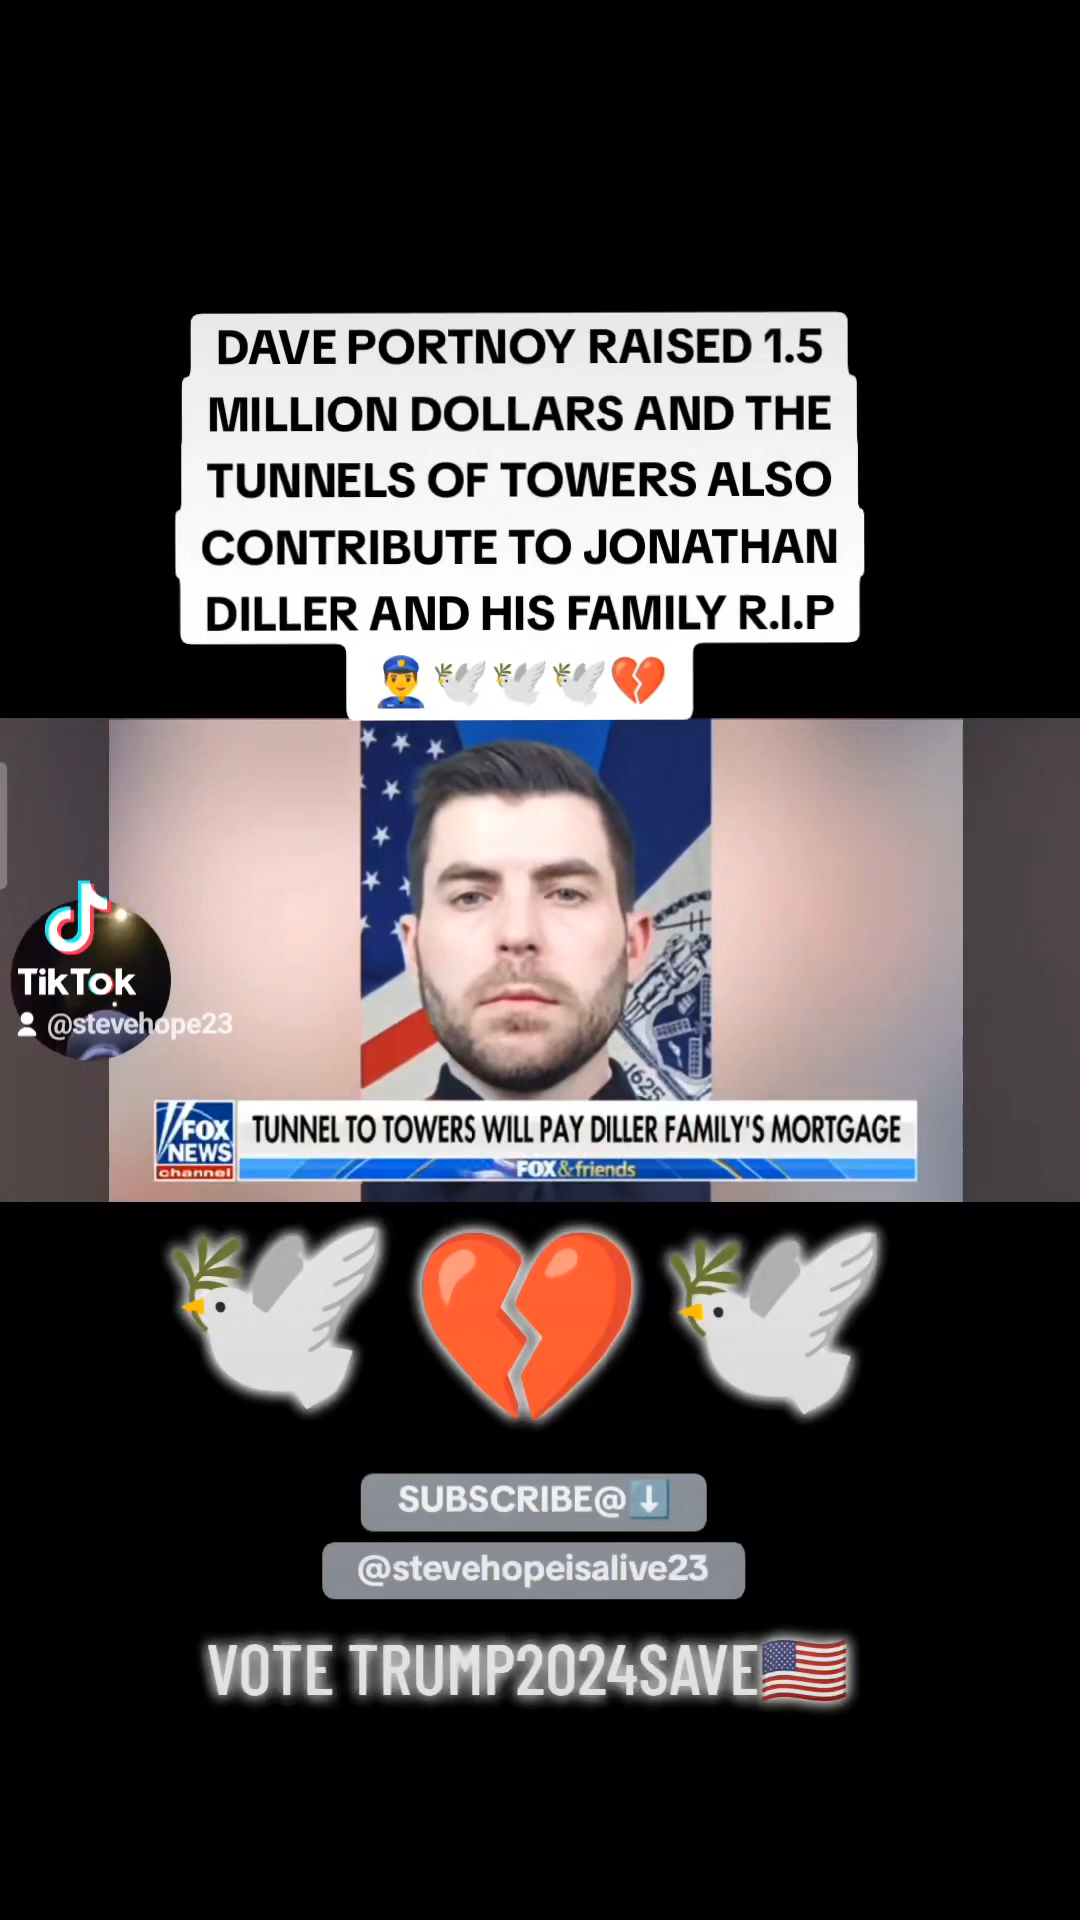 DAVE PORTNOY RAISED 1.5
MILLION DOLLARS AND THE
TUNNELS OF TOWERS ALSO
CONTRIBUTE TO JONATHAN
DILLER AND HIS FAMILY R.I.P
👮🕊️🕊️🕊️💔
TikTok
@stevehope23
1625
FOX
NEWS
channel
TUNNEL TO TOWERS WILL PAY DILLER FAMILY'S MORTGAGE
FOX&friends
SUBSCRIBE@⬇️
@stevehopeisalive23
VOTE TRUMP2024SAVE🇺🇸